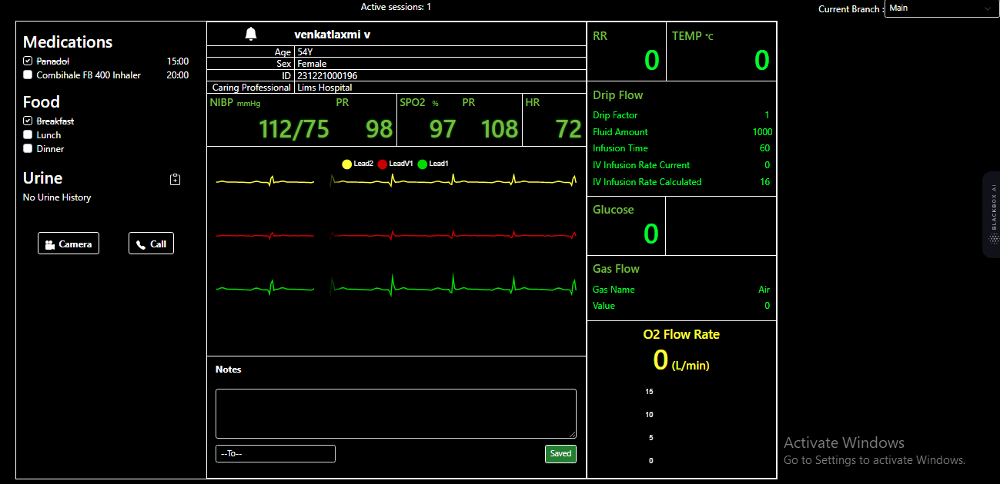 Active sessions: 1
Current Branch : Main
Medications
Panadol 15:00
Combihale FB 400 Inhaler 20:00
Food
Breakfast
Lunch
Dinner
Urine
No Urine History
Camera Call
venkatlaxmi v
Age 54Y
Sex Female
ID 231221000196
Caring Professional Lims Hospital
NIBP mmHg PR SPO2 % PR HR
112/75 98 97 108 72
Lead2 LeadV1 Lead1
Notes
--To-- Saved
RR TEMP °C
0 0
Drip Flow
Drip Factor 1
Fluid Amount 1000
Infusion Time 60
IV Infusion Rate Current 0
IV Infusion Rate Calculated 16
Glucose
0
Gas Flow
Gas Name Air
Value 0
O2 Flow Rate
0 (L/min)
15
10
5
0
BLACKBOX AI
Activate Windows
Go to Settings to activate Windows.